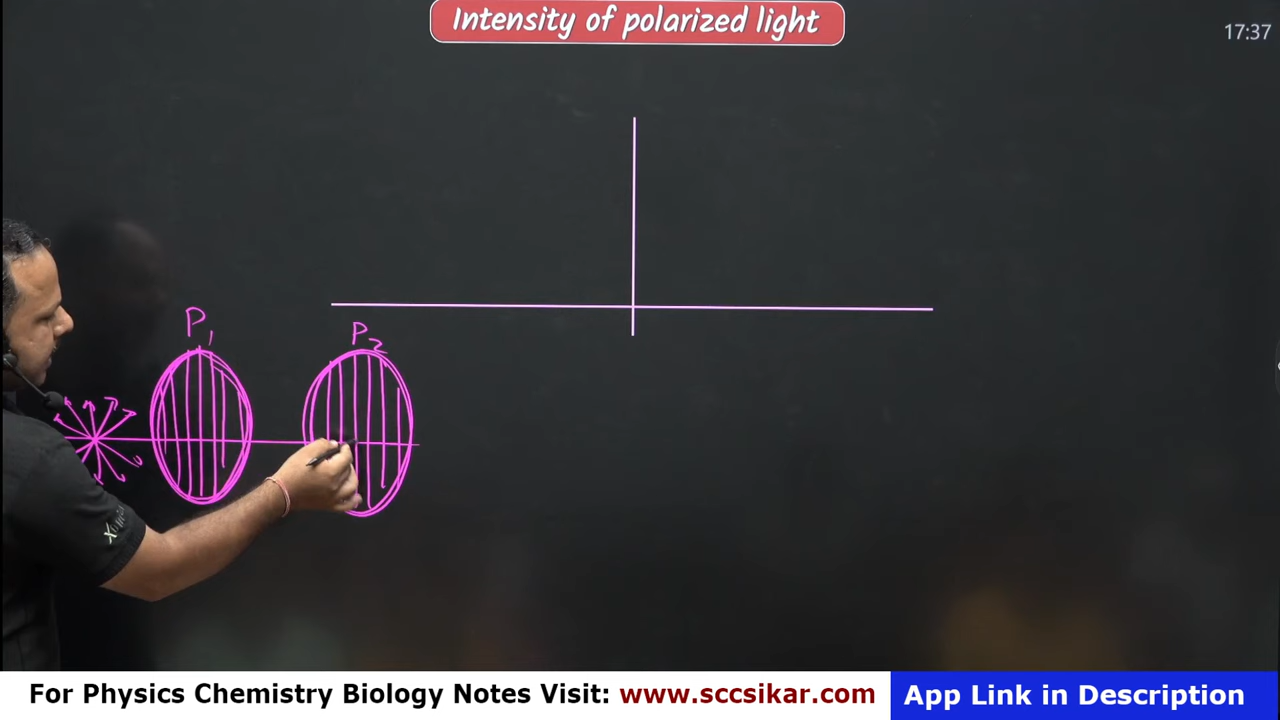 Intensity of polarized light
17:37
P1
P2
For Physics Chemistry Biology Notes Visit: www.sccsikar.com
App Link in Description